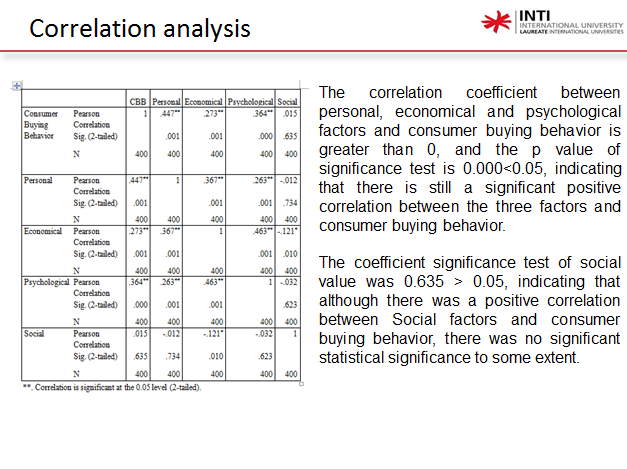 Correlation analysis
INTI
INTERNATIONAL UNIVERSITY
LAUREATE INTERNATIONAL UNIVERSITIES
CBB Personal Economical Psychological Social
Consumer Pearson 1 .447** .273** .364** .015
Buying Correlation
Behavior Sig. (2-tailed) .001 .001 .000 .635
N 400 400 400 400 400
Personal Pearson .447** 1 .367** .263** -.012
Correlation
Sig. (2-tailed) .001 .001 .001 .734
N 400 400 400 400 400
Economical Pearson .273** .367** 1 .463** -.121*
Correlation
Sig. (2-tailed) .001 .001 .001 .010
N 400 400 400 400 400
Psychological Pearson .364** .263** .463** 1 -.032
Correlation
Sig. (2-tailed) .000 .001 .001 .623
N 400 400 400 400 400
Social Pearson .015 -.012 -.121* -.032 1
Correlation
Sig. (2-tailed) .635 .734 .010 .623
N 400 400 400 400 400
**. Correlation is significant at the 0.05 level (2-tailed).
The correlation coefficient between
personal, economical and psychological
factors and consumer buying behavior is
greater than 0, and the p value of
significance test is 0.000<0.05, indicating
that there is still a significant positive
correlation between the three factors and
consumer buying behavior.
The coefficient significance test of social
value was 0.635 > 0.05, indicating that
although there was a positive correlation
between Social factors and consumer
buying behavior, there was no significant
statistical significance to some extent.